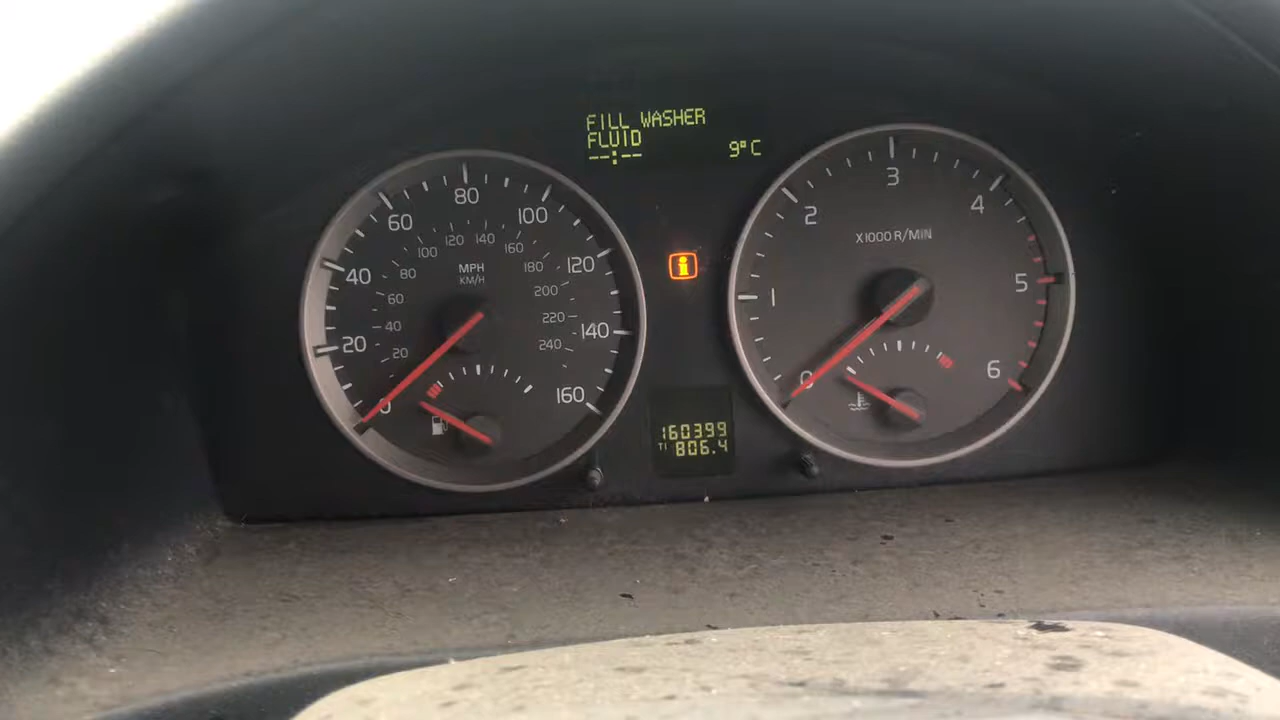 FILL WASHER
FLUID
--:-- 9°C
0 20 40 60 80 100 120 140 160
20 40 60 80 100 120 140 160 180 200 220 240
MPH
KM/H
0 1 2 3 4 5 6
X1000 R/MIN
160399
T1 806.4